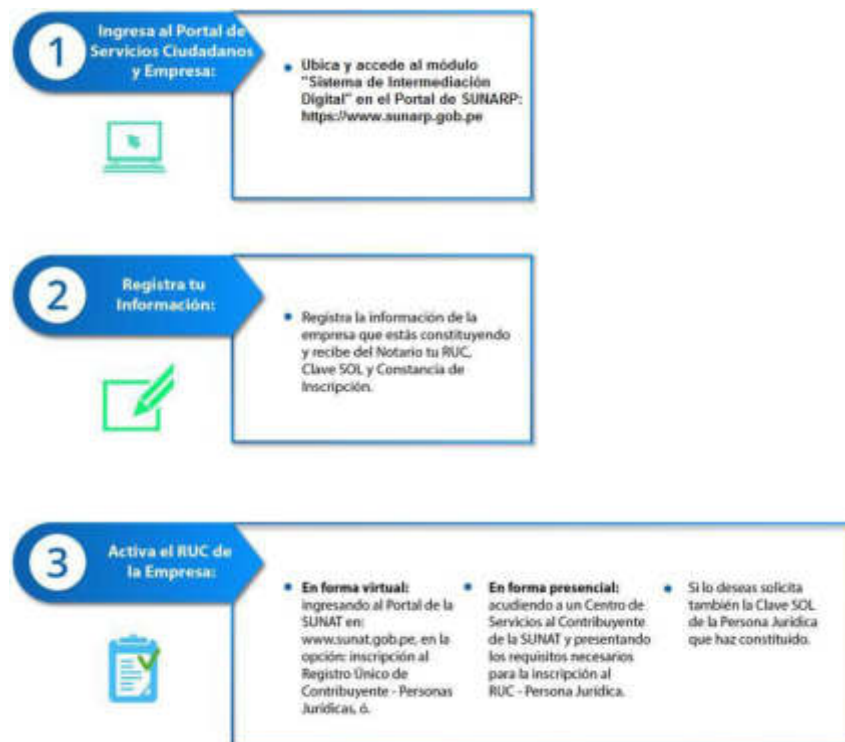 1
Ingresa al Portal de
Servicios Ciudadanos
y Empresa:
• Ubica y accede al módulo
"Sistema de Intermediación
Digital" en el Portal de SUNARP:
https://www.sunarp.gob.pe
2
Registra tu
Información:
• Registra la información de la
empresa que estás constituyendo
y recibe del Notario tu RUC,
Clave SOL y Constancia de
Inscripción.
3
Activa el RUC de
la Empresa:
• En forma virtual:
ingresando al Portal de la
SUNAT en:
www.sunat.gob.pe, en la
opción: inscripción al
Registro Único de
Contribuyente - Personas
Jurídicas, ó.
• En forma presencial:
acudiendo a un Centro de
Servicios al Contribuyente
de la SUNAT y presentando
los requisitos necesarios
para la inscripción al
RUC - Persona Jurídica.
• Si lo deseas solicita
también la Clave SOL
de la Persona Jurídica
que haz constituido.